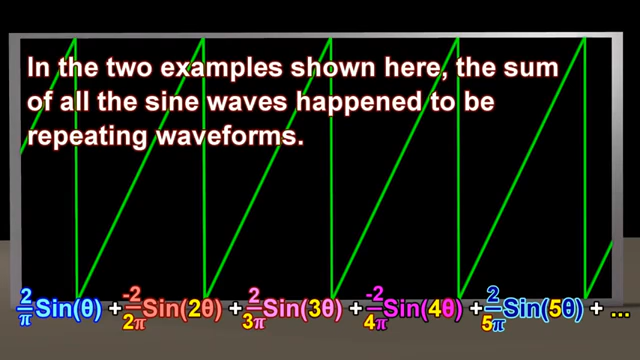 In the two examples shown here, the sum
of all the sine waves happened to be
repeating waveforms.
2/π Sin(θ) + -2/2π Sin(2θ) + 2/3π Sin(3θ) + -2/4π Sin(4θ) + 2/5π Sin(5θ) + ...